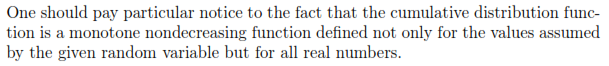 One should pay particular notice to the fact that the cumulative distribution func-
tion is a monotone nondecreasing function defined not only for the values assumed
by the given random variable but for all real numbers.